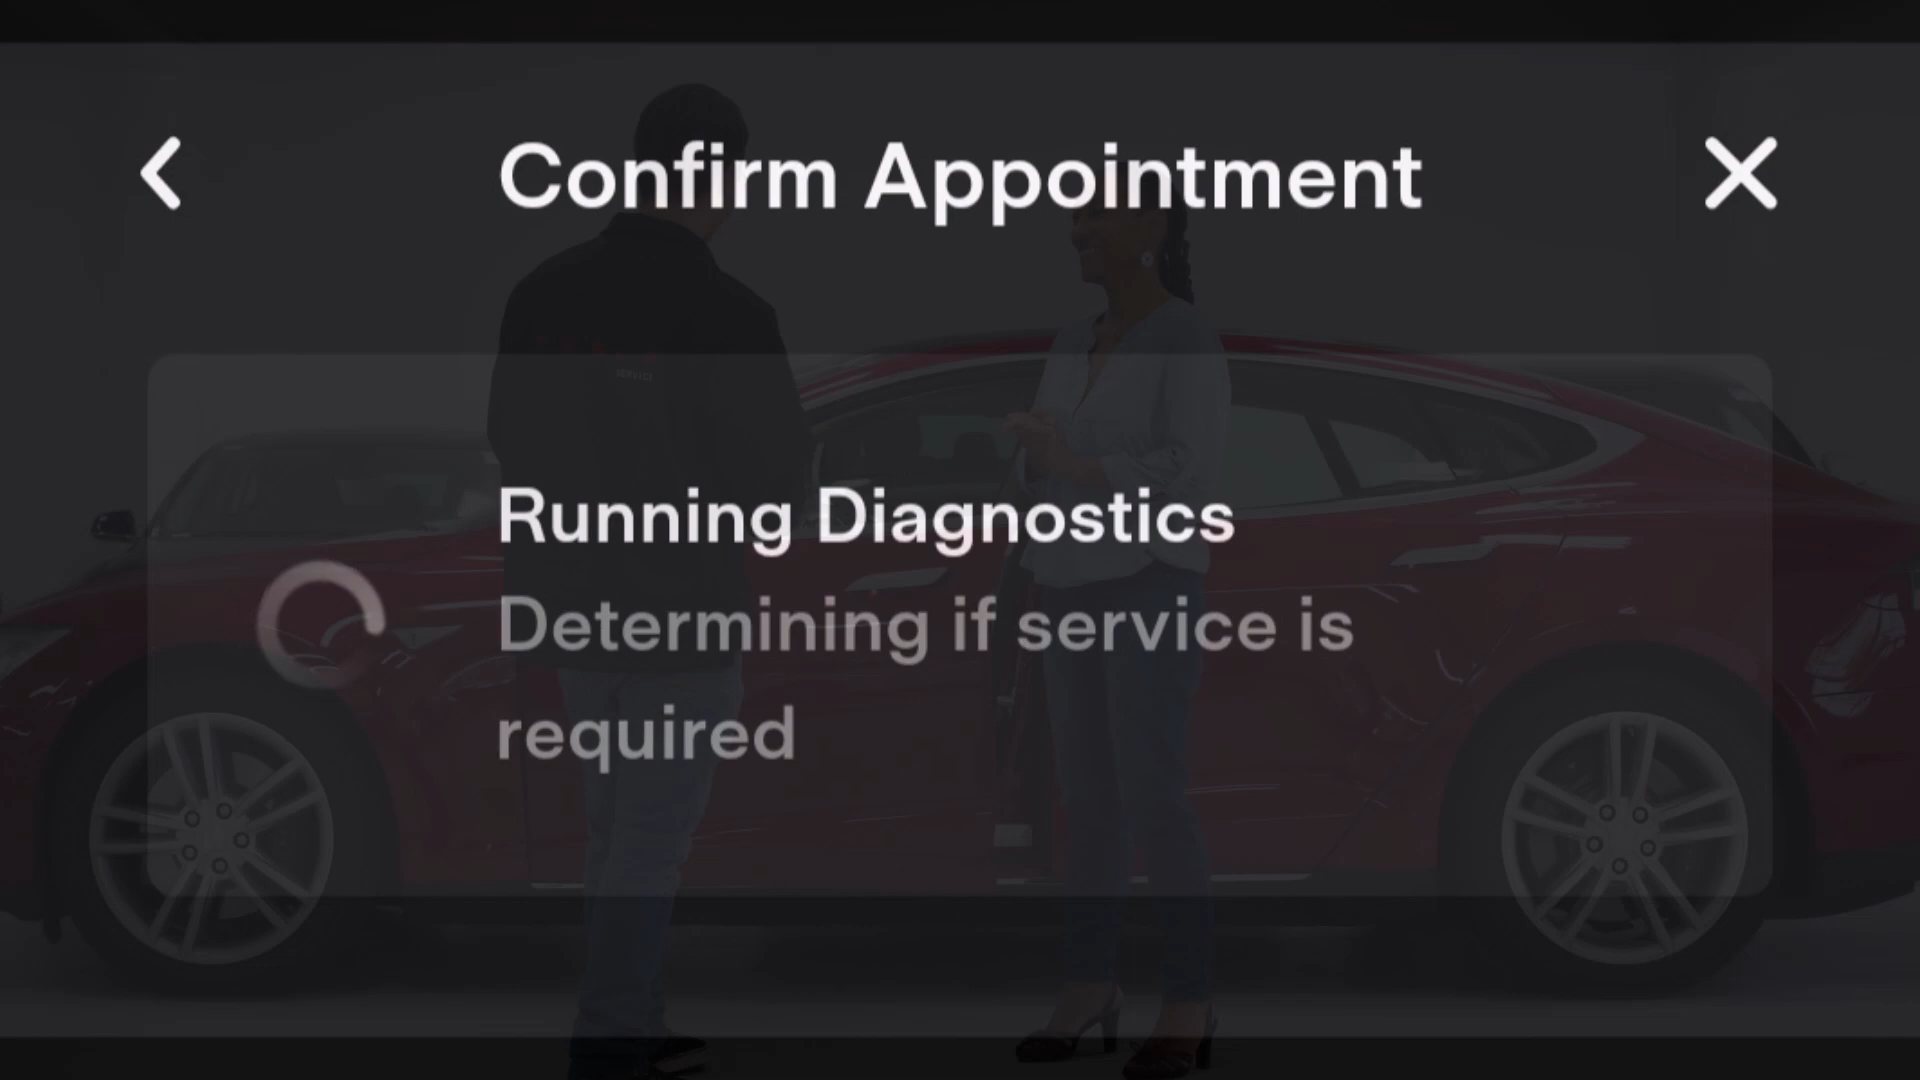 Confirm Appointment
Running Diagnostics
Determining if service is
required